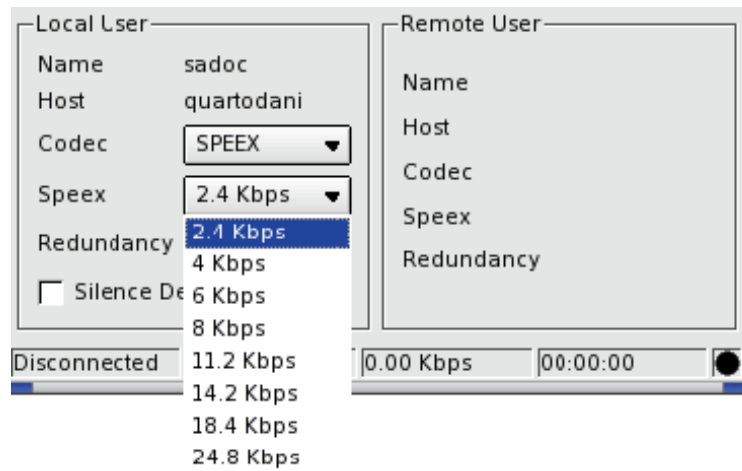 Local User
Name sadoc
Host quartodani
Codec SPEEX
Speex 2.4 Kbps
Redundancy
2.4 Kbps
4 Kbps
6 Kbps
8 Kbps
11.2 Kbps
14.2 Kbps
18.4 Kbps
24.8 Kbps
Silence De
Remote User
Name
Host
Codec
Speex
Redundancy
Disconnected
0.00 Kbps
00:00:00